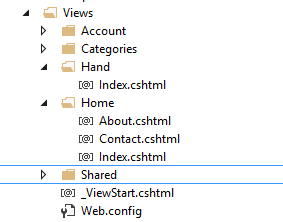 Views
Account
Categories
Hand
[@] Index.cshtml
Home
[@] About.cshtml
[@] Contact.cshtml
[@] Index.cshtml
Shared
[@] _ViewStart.cshtml
Web.config